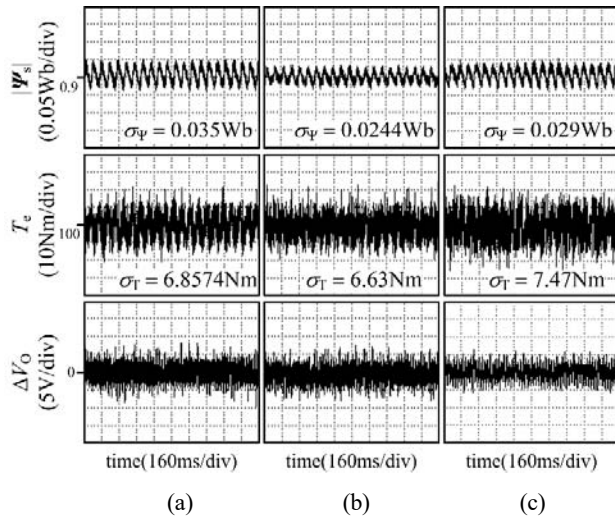 |Ψs|
(0.05Wb/div)
0.9
σΨ = 0.035Wb
σΨ = 0.0244Wb
σΨ = 0.029Wb
Te
(10Nm/div)
100
σT = 6.8574Nm
σT = 6.63Nm
σT = 7.47Nm
ΔVO
(5V/div)
0
time(160ms/div)
time(160ms/div)
time(160ms/div)
(a)
(b)
(c)